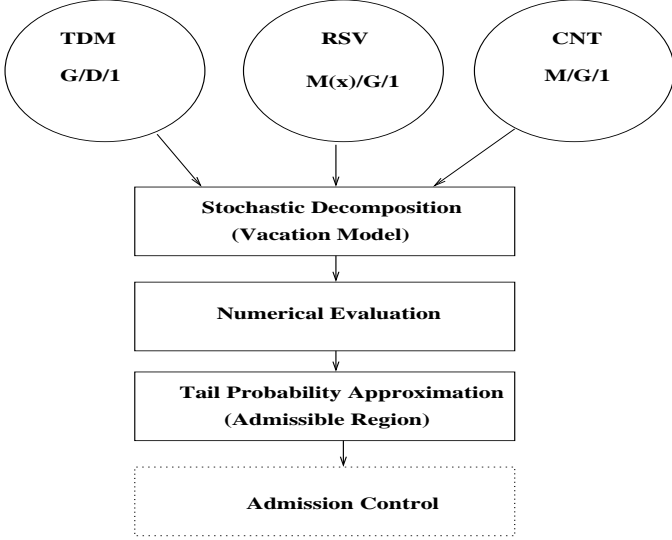 TDM
G/D/1
RSV
M(x)/G/1
CNT
M/G/1
Stochastic Decomposition
(Vacation Model)
Numerical Evaluation
Tail Probability Approximation
(Admissible Region)
Admission Control